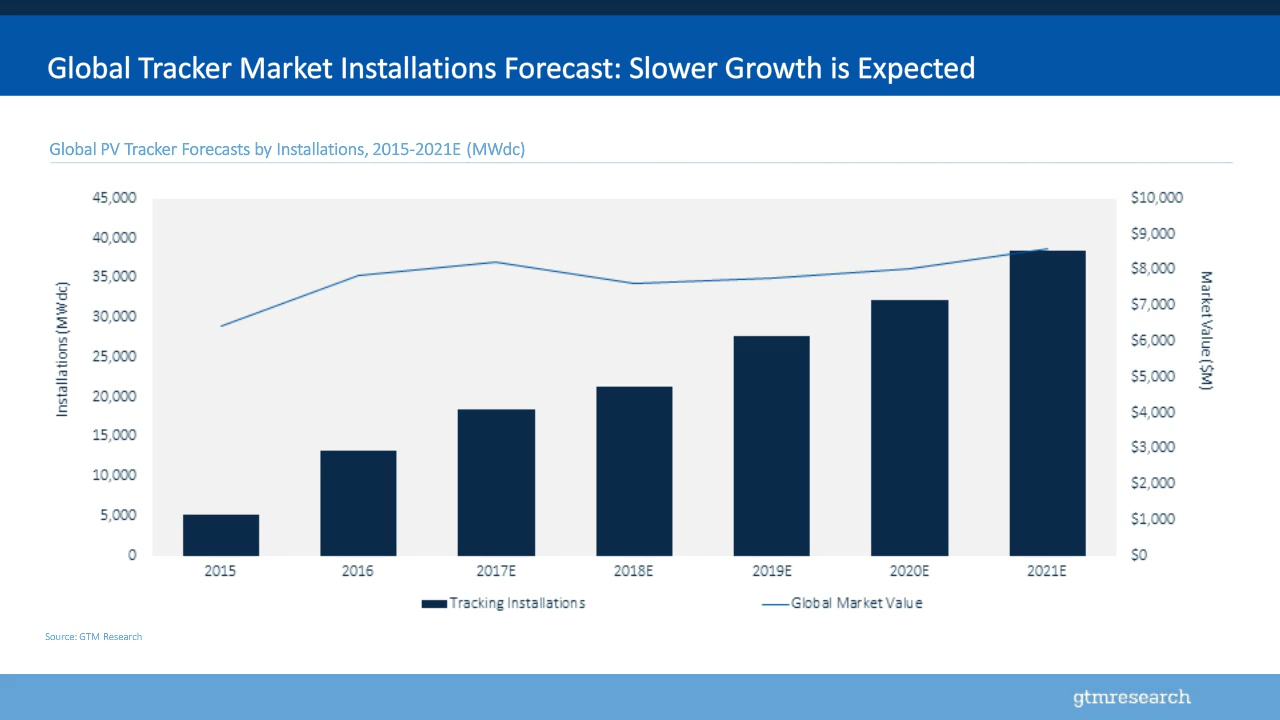 Global Tracker Market Installations Forecast: Slower Growth is Expected
Global PV Tracker Forecasts by Installations, 2015-2021E (MWdc)
45,000
40,000
35,000
30,000
25,000
20,000
15,000
10,000
5,000
0
Installations (MWdc)
$10,000
$9,000
$8,000
$7,000
$6,000
$5,000
$4,000
$3,000
$2,000
$1,000
$0
Market Value ($M)
2015 2016 2017E 2018E 2019E 2020E 2021E
Tracking Installations Global Market Value
Source: GTM Research
gtmresearch